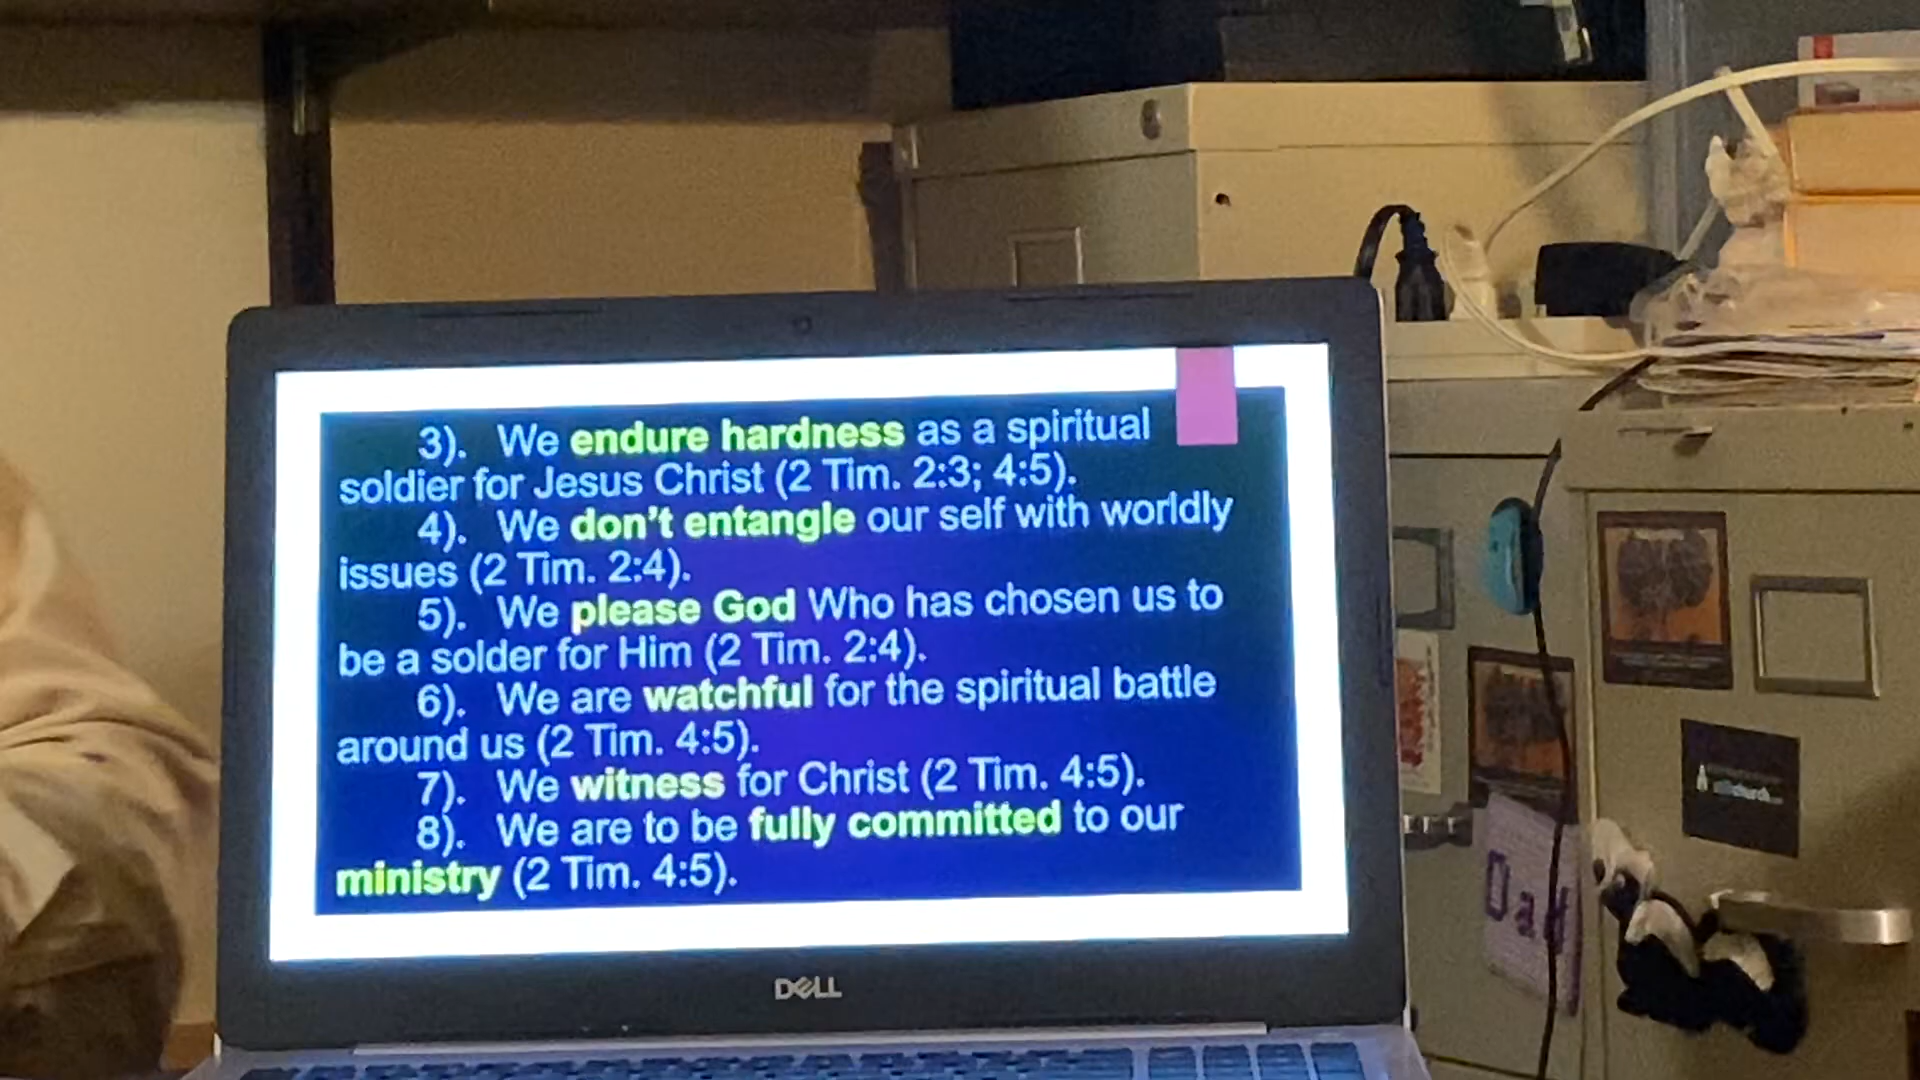 3). We endure hardness as a spiritual
soldier for Jesus Christ (2 Tim. 2:3; 4:5).
4). We don't entangle our self with worldly
issues (2 Tim. 2:4).
5). We please God Who has chosen us to
be a solder for Him (2 Tim. 2:4).
6). We are watchful for the spiritual battle
around us (2 Tim. 4:5).
7). We witness for Christ (2 Tim. 4:5).
8). We are to be fully committed to our
ministry (2 Tim. 4:5).
DELL
Dad